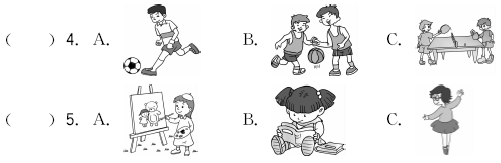 (　　) 4. A. B. C.
(　　) 5. A. B. C.